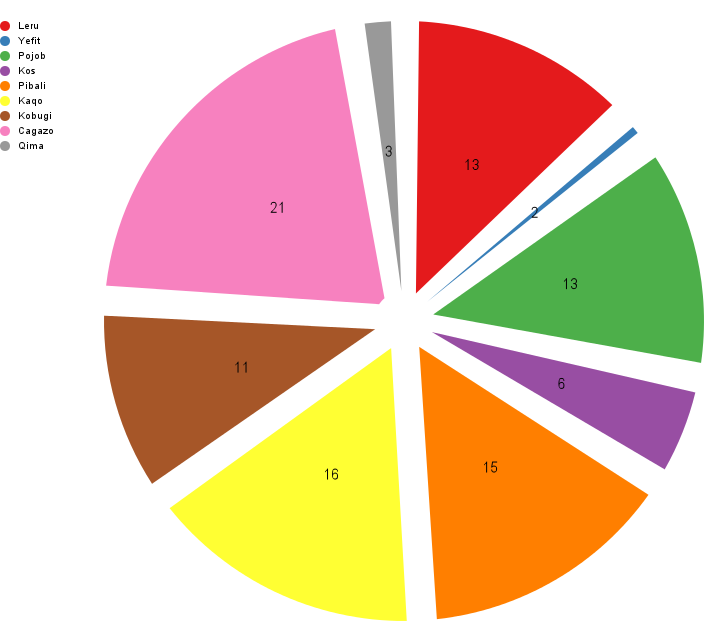 Leru
Yefit
Pojob
Kos
Pibali
Kaqo
Kobugi
Cagazo
Qima
3
13
21
2
13
11
6
16
15